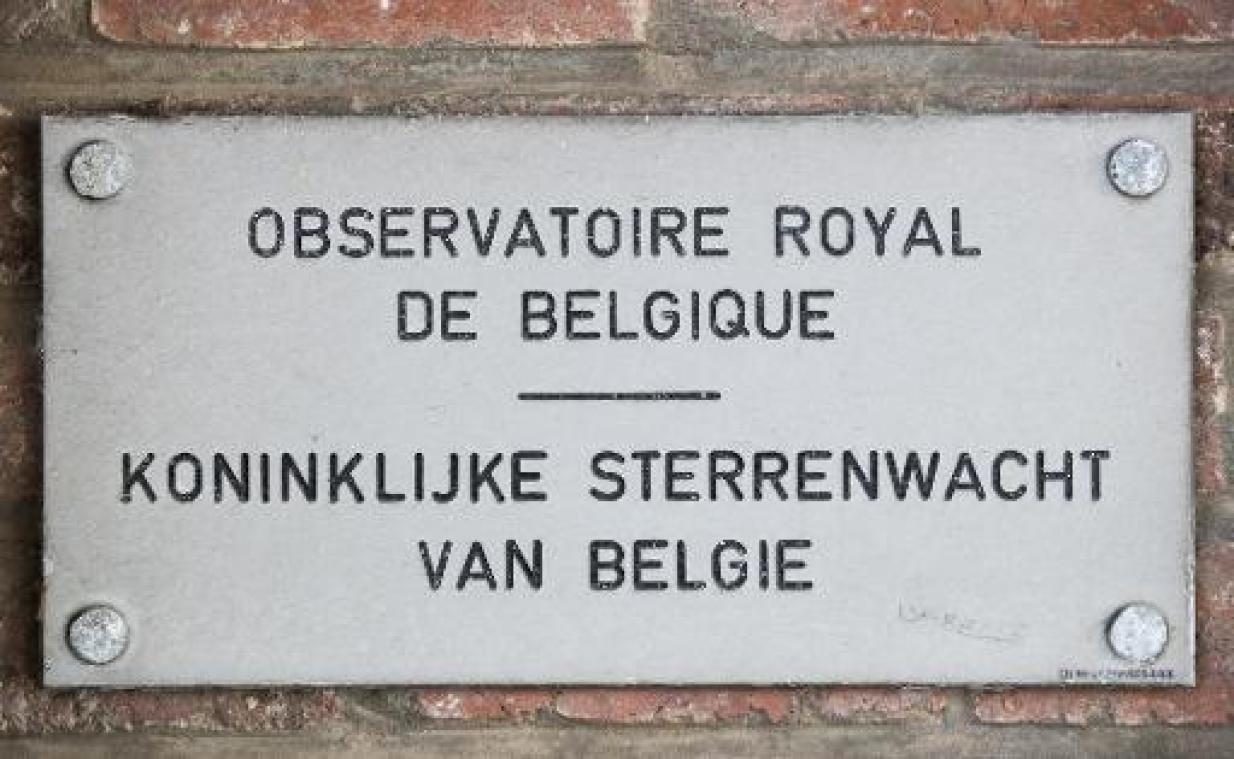 OBSERVATOIRE ROYAL
DE BELGIQUE
KONINKLIJKE STERRENWACHT
VAN BELGIE